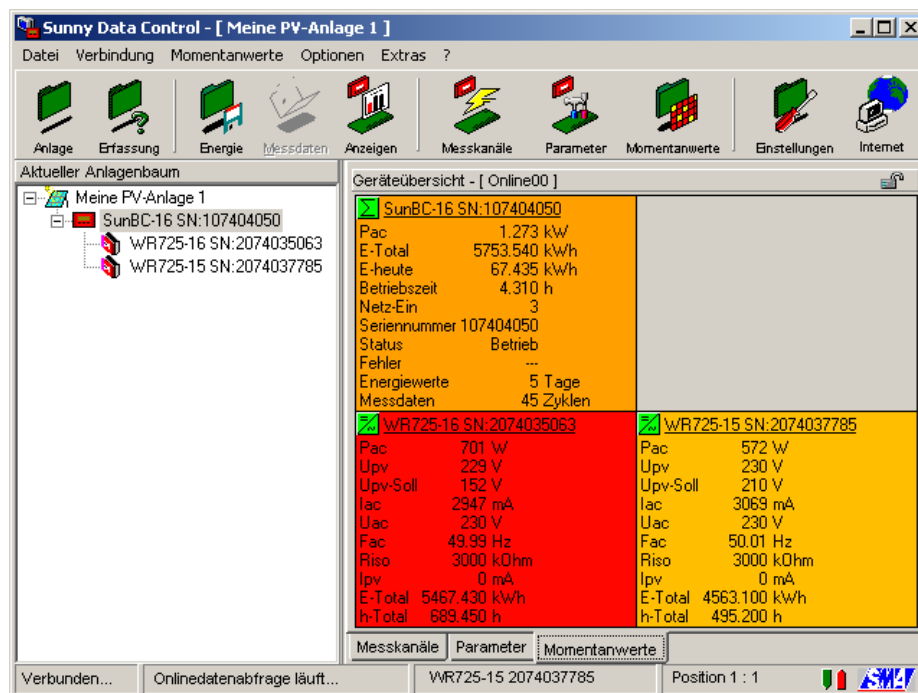 Sunny Data Control - [ Meine PV-Anlage 1 ]
Datei Verbindung Momentanwerte Optionen Extras ?
Anlage Erfassung Energie Messdaten Anzeigen Messkanäle Parameter Momentanwerte Einstellungen Internet
Aktueller Anlagenbaum
Meine PV-Anlage 1
SunBC-16 SN:107404050
WR725-16 SN:2074035063
WR725-15 SN:2074037785
Geräteübersicht - [ Online00 ]
SunBC-16 SN:107404050
Pac 1.273 kW
E-Total 5753.540 kWh
E-heute 67.435 kWh
Betriebszeit 4.310 h
Netz-Ein 3
Seriennummer 107404050
Status Betrieb
Fehler ---
Energiewerte 5 Tage
Messdaten 45 Zyklen
WR725-16 SN:2074035063
Pac 701 W
Upv 229 V
Upv-Soll 152 V
Iac 2947 mA
Uac 230 V
Fac 49.99 Hz
Riso 3000 kOhm
Ipv 0 mA
E-Total 5467.430 kWh
h-Total 689.450 h
WR725-15 SN:2074037785
Pac 572 W
Upv 230 V
Upv-Soll 210 V
Iac 3069 mA
Uac 230 V
Fac 50.01 Hz
Riso 3000 kOhm
Ipv 0 mA
E-Total 4563.100 kWh
h-Total 495.200 h
Messkanäle Parameter Momentanwerte
Verbunden... Onlinedatenabfrage läuft... WR725-15 2074037785 Position 1 : 1 SMA